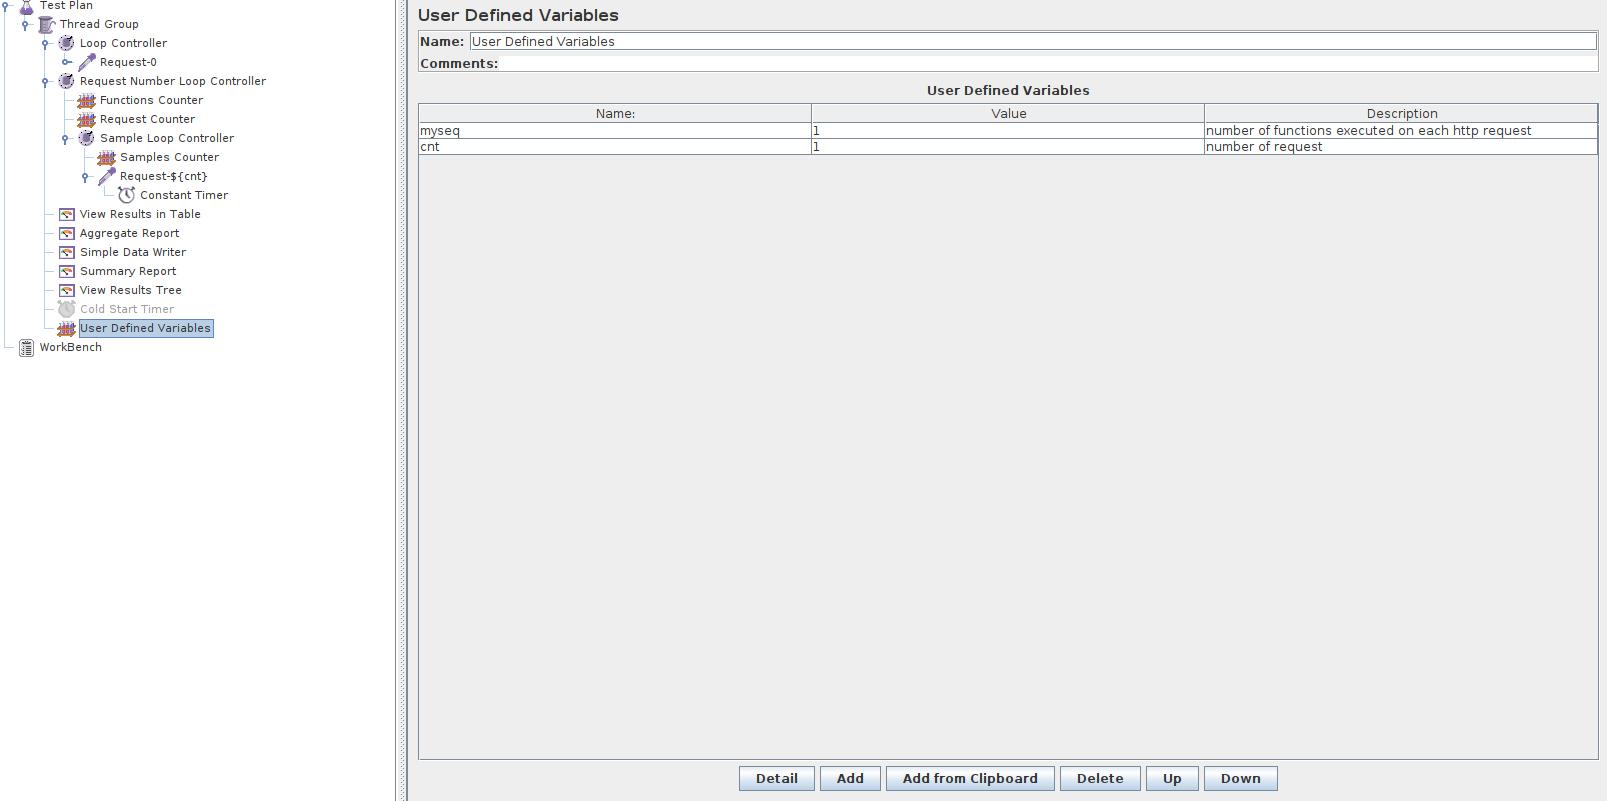 Test Plan
Thread Group
Loop Controller
Request-0
Request Number Loop Controller
Functions Counter
Request Counter
Sample Loop Controller
Samples Counter
Request-${cnt}
Constant Timer
View Results in Table
Aggregate Report
Simple Data Writer
Summary Report
View Results Tree
Cold Start Timer
User Defined Variables
WorkBench
User Defined Variables
Name: User Defined Variables
Comments:
User Defined Variables
Name: Value Description
myseq 1 number of functions executed on each http request
cnt 1 number of request
Detail Add Add from Clipboard Delete Up Down